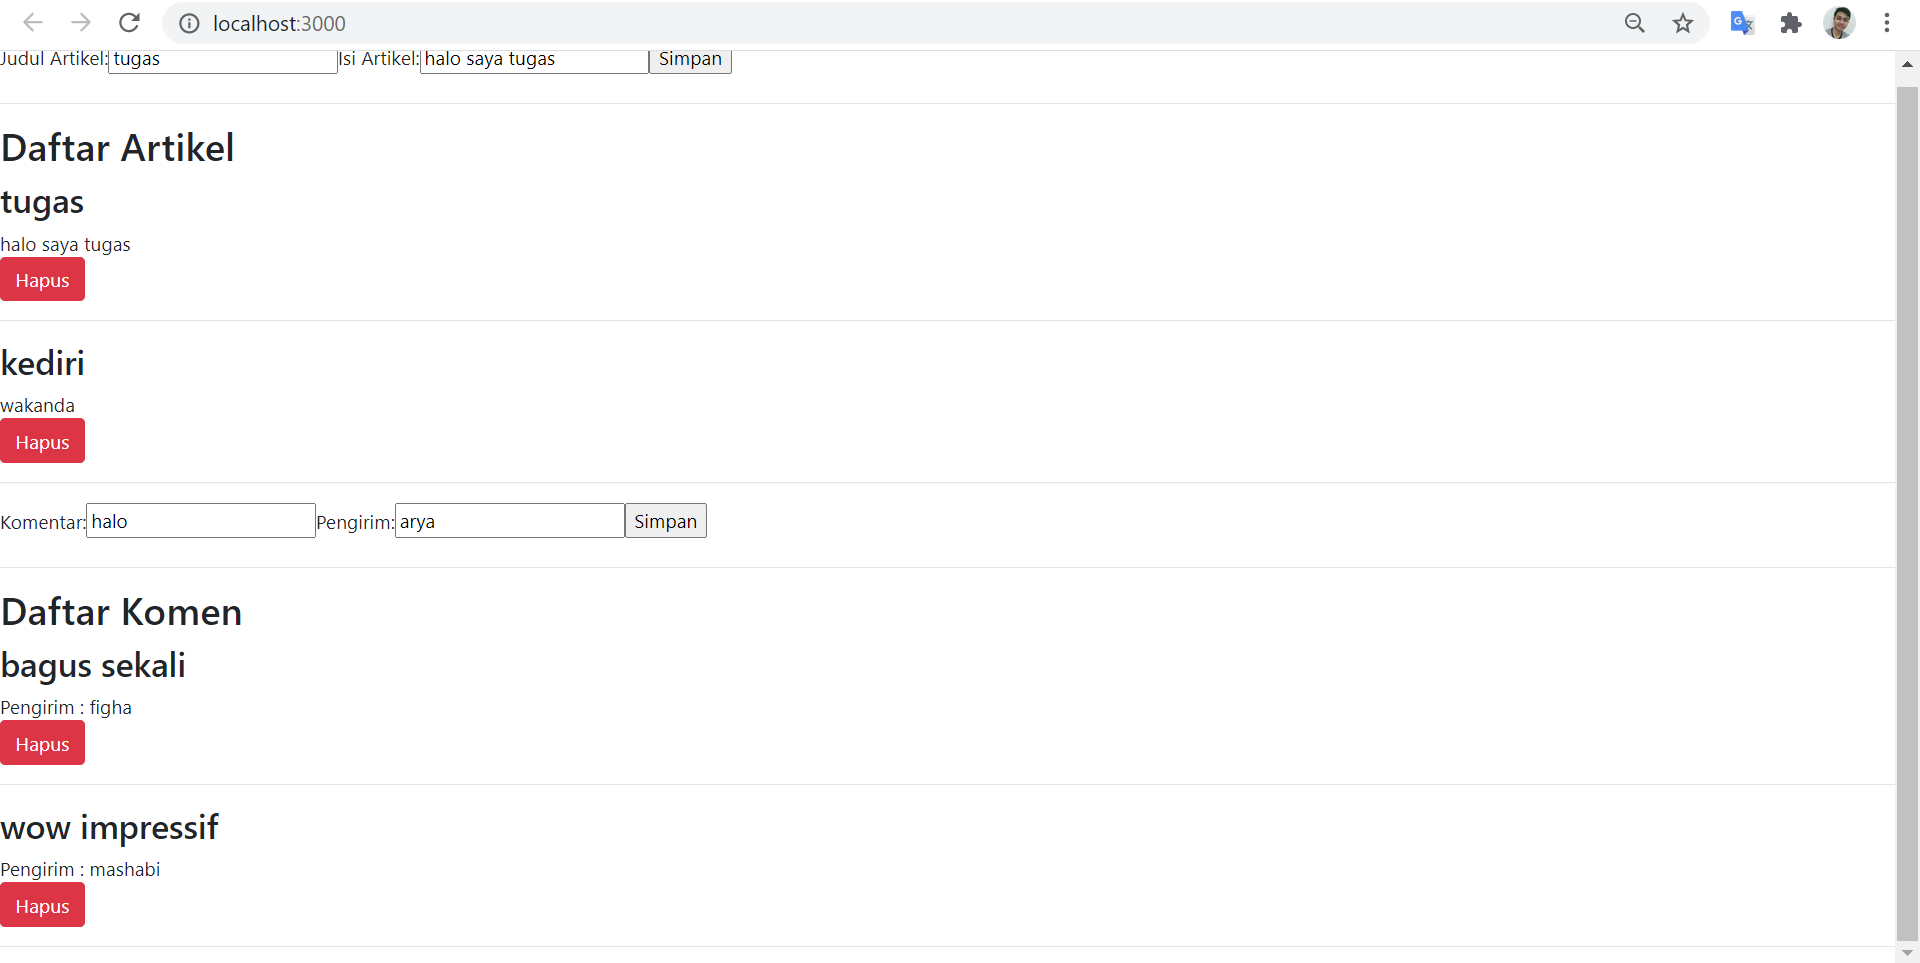 localhost:3000
Judul Artikel: tugas Isi Artikel: halo saya tugas Simpan
Daftar Artikel
tugas
halo saya tugas
Hapus
kediri
wakanda
Hapus
Komentar: halo Pengirim: arya Simpan
Daftar Komen
bagus sekali
Pengirim : figha
Hapus
wow impressif
Pengirim : mashabi
Hapus